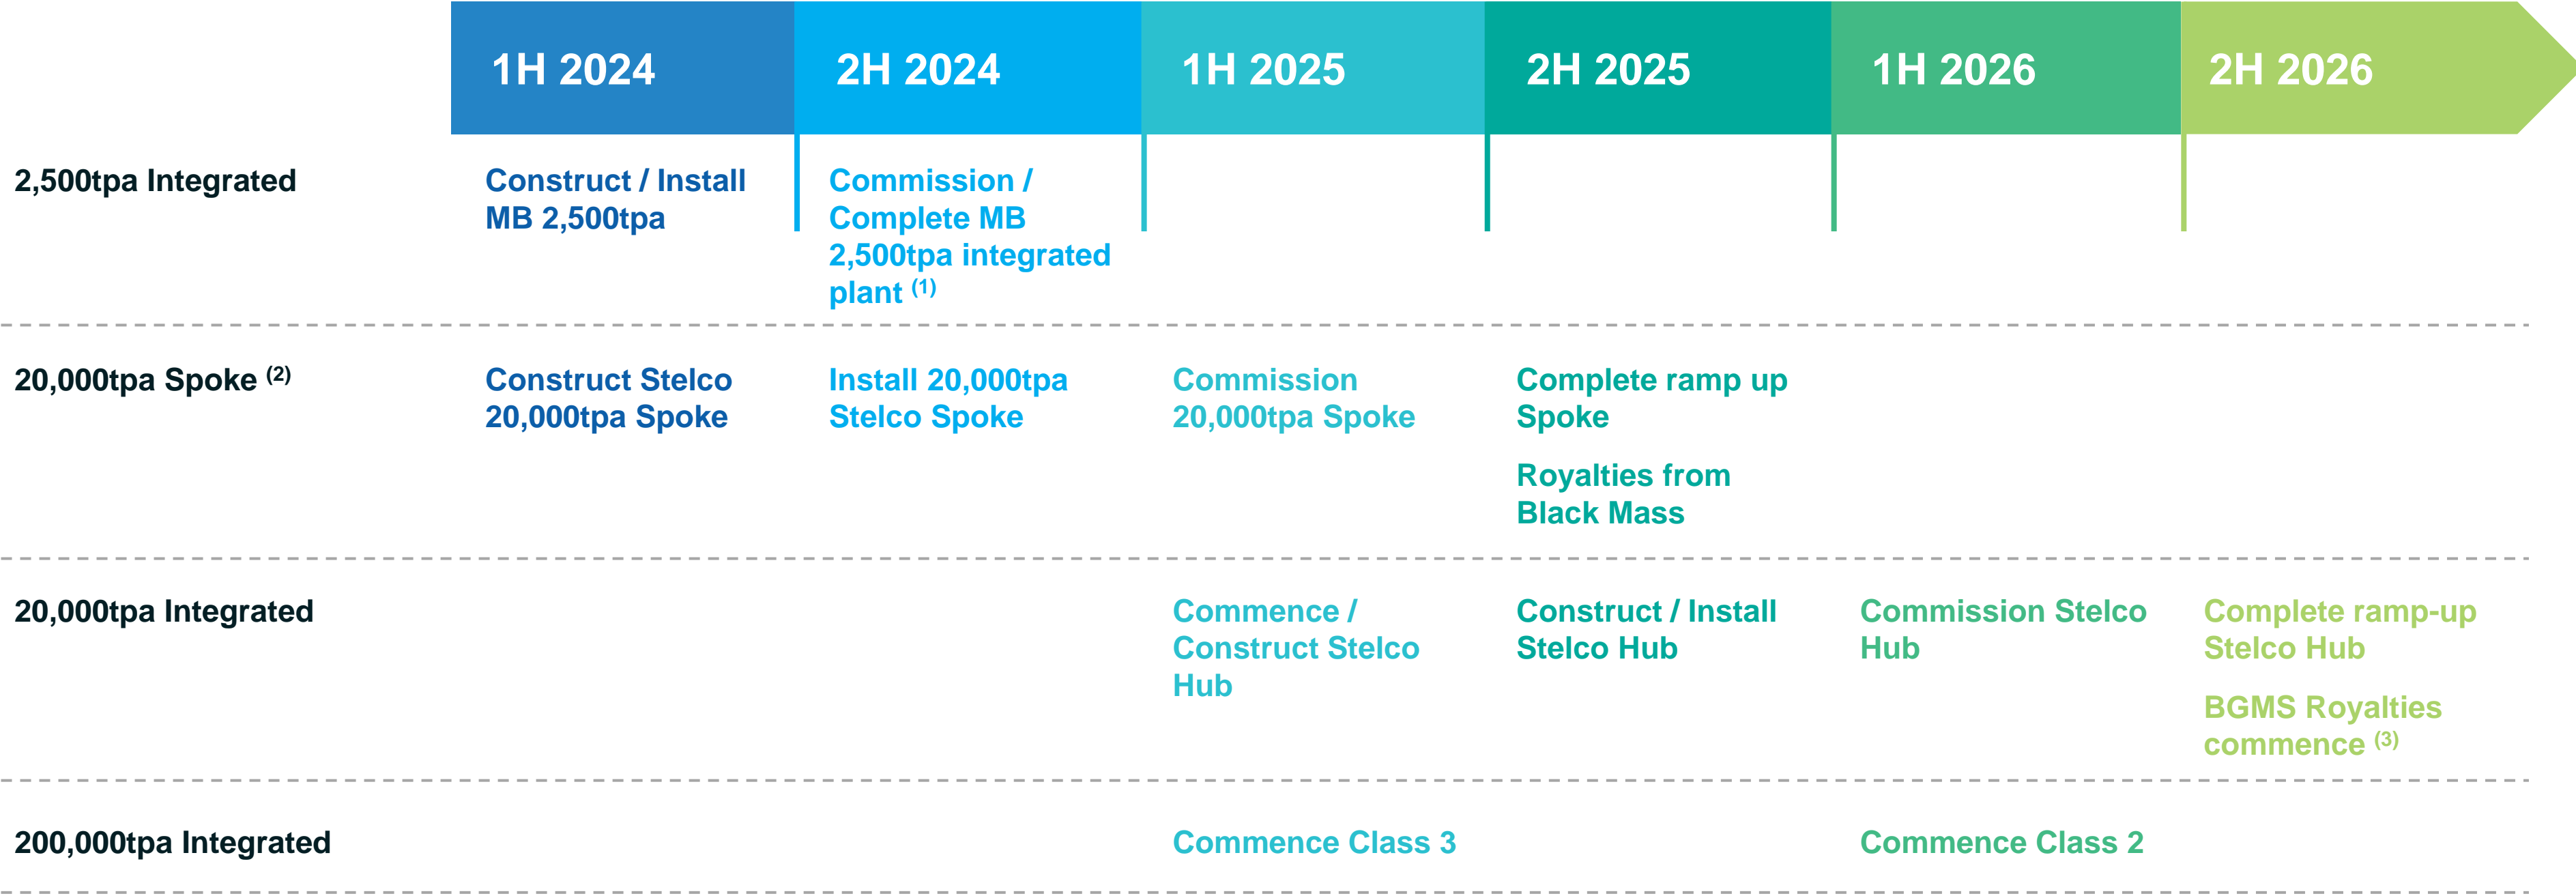 1H 2024
2H 2024
1H 2025
2H 2025
1H 2026
2H 2026
2,500tpa Integrated
Construct / Install
MB 2,500tpa
Commission /
Complete MB
2,500tpa integrated
plant (1)
20,000tpa Spoke (2)
Construct Stelco
20,000tpa Spoke
Install 20,000tpa
Stelco Spoke
Commission
20,000tpa Spoke
Complete ramp up
Spoke
Royalties from
Black Mass
20,000tpa Integrated
Commence /
Construct Stelco
Hub
Construct / Install
Stelco Hub
Commission Stelco
Hub
Complete ramp-up
Stelco Hub
BGMS Royalties
commence (3)
200,000tpa Integrated
Commence Class 3
Commence Class 2